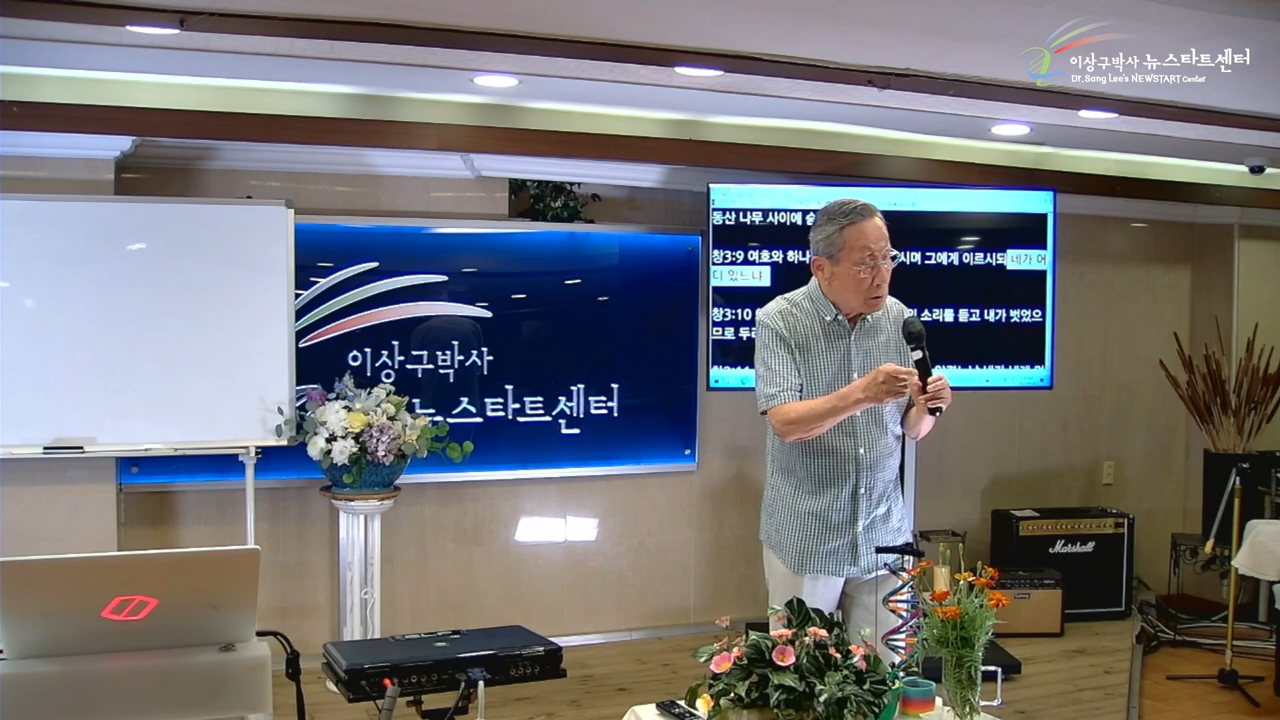 이상구박사 뉴스타트센터
Dr. Sang Lee's NEWSTART Center
동산 나무 사이에
창3:9 여호와 하나 시며 그에게 이르시되 네가 어
디 있느냐
창3:10 소리를 듣고 내가 벗었으
므로
이상구박사
뉴스타트센터
Marshall
Laney